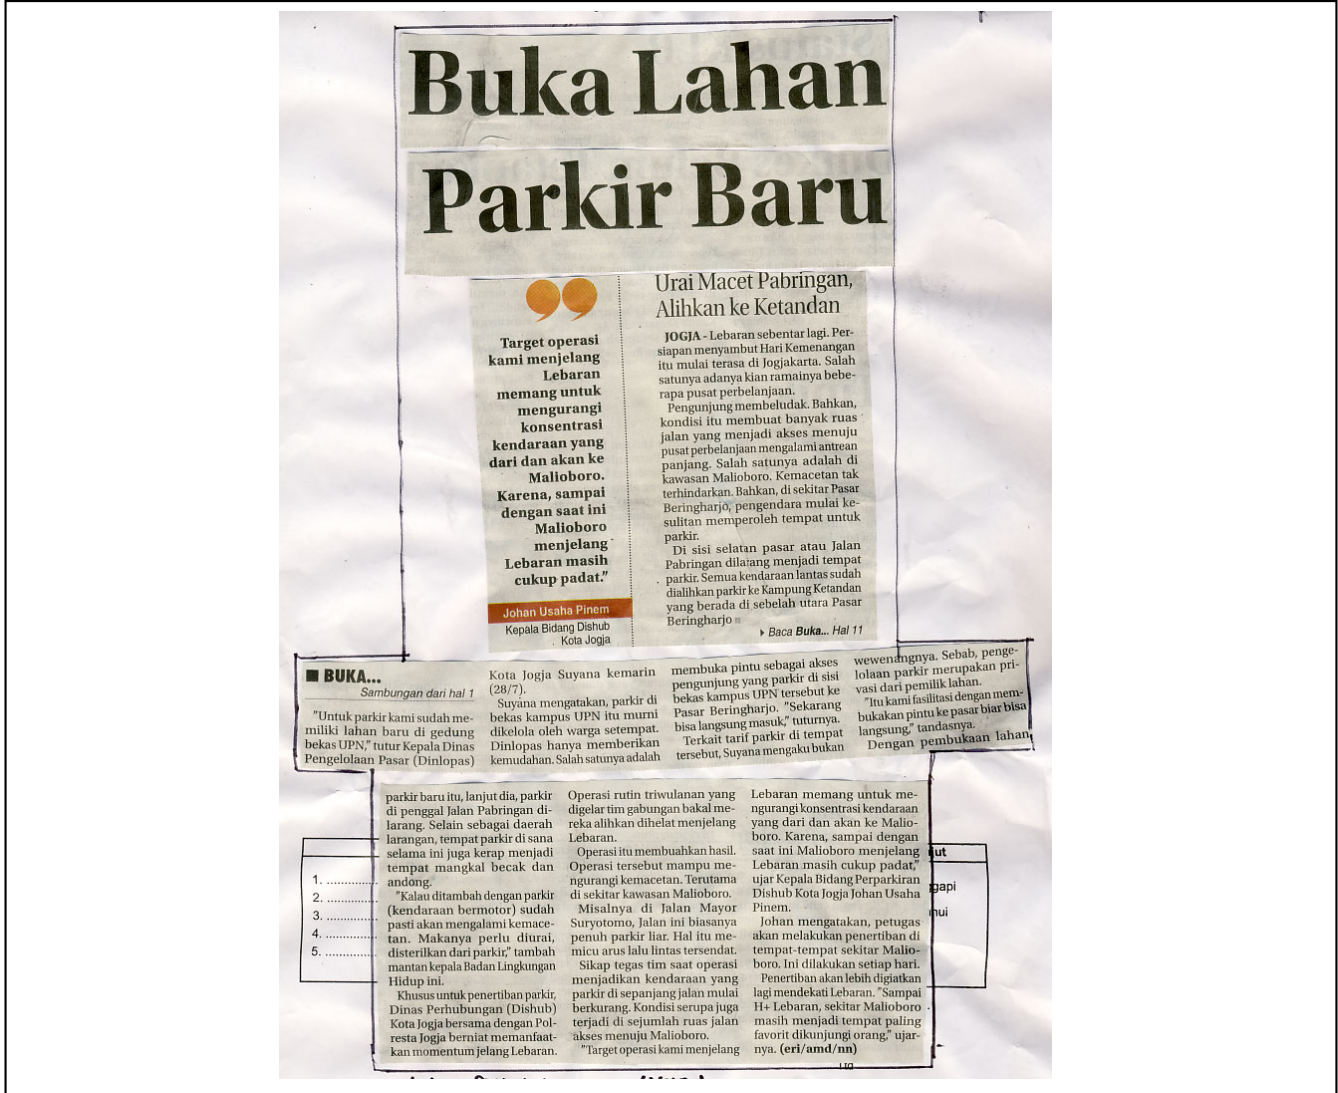 Buka Lahan
Parkir Baru
Target operasi
kami menjelang
Lebaran
memang untuk
mengurangi
konsentrasi
kendaraan yang
dari dan akan ke
Malioboro.
Karena, sampai
dengan saat ini
Malioboro
menjelang
Lebaran masih
cukup padat.”
Johan Usaha Pinem
Kepala Bidang Dishub
Kota Jogja
Urai Macet Pabringan,
Alihkan ke Ketandan
JOGJA - Lebaran sebentar lagi. Per-
siapan menyambut Hari Kemenangan
itu mulai terasa di Jogjakarta. Salah
satunya adanya kian ramainya bebe-
rapa pusat perbelanjaan.
Pengunjung membeludak. Bahkan,
kondisi itu membuat banyak ruas
jalan yang menjadi akses menuju
pusat perbelanjaan mengalami antrean
panjang. Salah satunya adalah di
kawasan Malioboro. Kemacetan tak
terhindarkan. Bahkan, di sekitar Pasar
Beringharjo, pengendara mulai ke-
sulitan memperoleh tempat untuk
parkir.
Di sisi selatan pasar atau Jalan
Pabringan dilarang menjadi tempat
parkir. Semua kendaraan lantas sudah
dialihkan parkir ke Kampung Ketandan
yang berada di sebelah utara Pasar
Beringharjo
Baca Buka... Hal 11
BUKA...
Sambungan dari hal 1
”Untuk parkir kami sudah me-
miliki lahan baru di gedung
bekas UPN,” tutur Kepala Dinas
Pengelolaan Pasar (Dinlopas)
Kota Jogja Suyana kemarin
(28/7).
Suyana mengatakan, parkir di
bekas kampus UPN itu murni
dikelola oleh warga setempat.
Dinlopas hanya memberikan
kemudahan. Salah satunya adalah
membuka pintu sebagai akses
pengunjung yang parkir di sisi
bekas kampus UPN tersebut ke
Pasar Beringharjo. ”Sekarang
bisa langsung masuk,” tuturnya.
Terkait tarif parkir di tempat
tersebut, Suyana mengaku bukan
wewenangnya. Sebab, penge-
lolaan parkir merupakan pri-
vasi dari pemilik lahan.
”Itu kami fasilitasi dengan mem-
bukakan pintu ke pasar biar bisa
langsung,” tandasnya.
Dengan pembukaan lahan
parkir baru itu, lanjut dia, parkir
di penggal Jalan Pabringan di-
larang. Selain sebagai daerah
larangan, tempat parkir di sana
selama ini juga kerap menjadi
tempat mangkal becak dan
andong.
”Kalau ditambah dengan parkir
(kendaraan bermotor) sudah
pasti akan mengalami kemace-
tan. Makanya perlu diurai,
disterilkan dari parkir,” tambah
mantan kepala Badan Lingkungan
Hidup ini.
Khusus untuk penertiban parkir,
Dinas Perhubungan (Dishub)
Kota Jogja bersama dengan Pol-
resta Jogja berniat memanfaat-
kan momentum jelang Lebaran.
Operasi rutin triwulanan yang
digelar tim gabungan bakal me-
reka alihkan dihelat menjelang
Lebaran.
Operasi itu membuahkan hasil.
Operasi tersebut mampu me-
ngurangi kemacetan. Terutama
di sekitar kawasan Malioboro.
Misalnya di Jalan Mayor
Suryotomo, Jalan ini biasanya
penuh parkir liar. Hal itu me-
micu arus lalu lintas tersendat.
Sikap tegas tim saat operasi
menjadikan kendaraan yang
parkir di sepanjang jalan mulai
berkurang. Kondisi serupa juga
terjadi di sejumlah ruas jalan
akses menuju Malioboro.
”Target operasi kami menjelang
Lebaran memang untuk me-
ngurangi konsentrasi kendaraan
yang dari dan akan ke Malio-
boro. Karena, sampai dengan
saat ini Malioboro menjelang
Lebaran masih cukup padat,”
ujar Kepala Bidang Perparkiran
Dishub Kota Jogja Johan Usaha
Pinem.
Johan mengatakan, petugas
akan melakukan penertiban di
tempat-tempat sekitar Malio-
boro. Ini dilakukan setiap hari.
Penertiban akan lebih digiatkan
lagi mendekati Lebaran. ”Sampai
H+ Lebaran, sekitar Malioboro
masih menjadi tempat paling
favorit dikunjungi orang,” ujar-
nya. (eri/amd/nn)
1. ..............
2. ..............
3. ..............
4. ..............
5. ..............